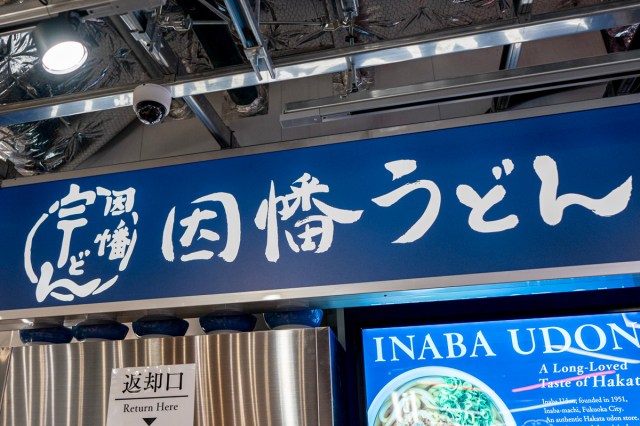 因幡うどん
因幡うどん
INABA UDON
A Long-Loved
Taste of Hakat
Inaba Udon, founded in 1951,
Inaba-machi, Fukuoka City.
An authentic Hakata udon store.
返却口
Return Here